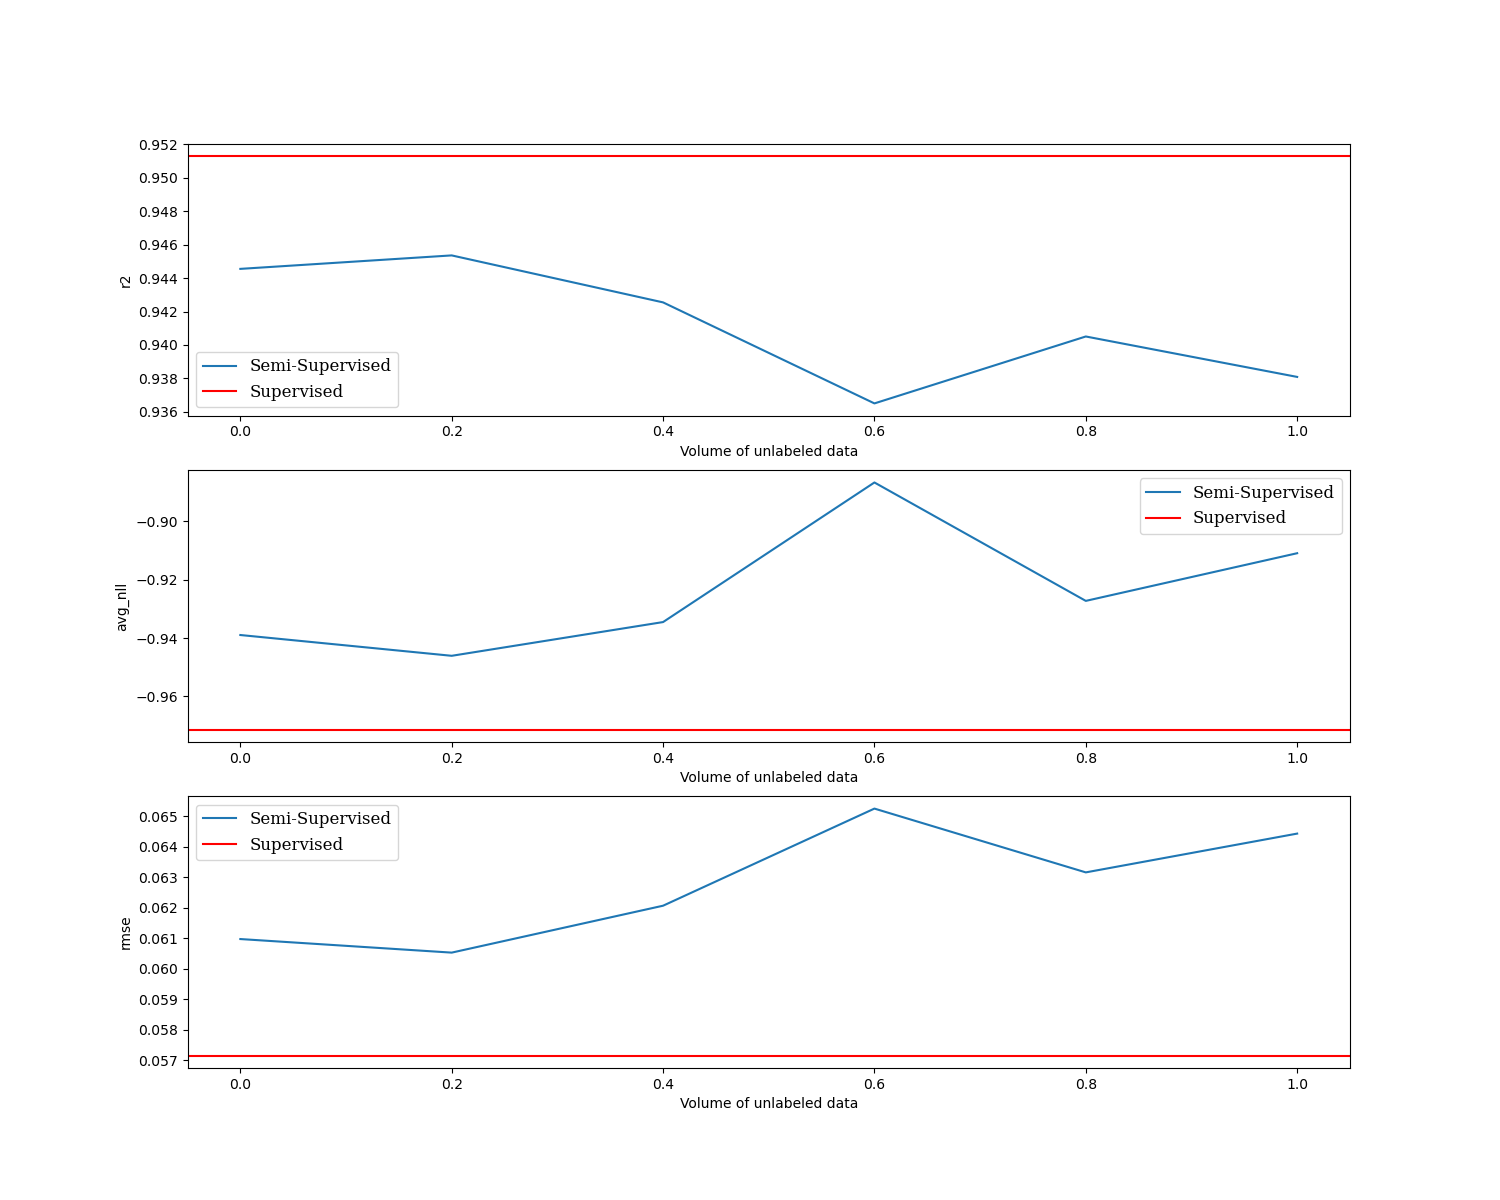 0.952
0.950
0.948
0.946
0.944
0.942
0.940
0.938
0.936
r2
Semi-Supervised
Supervised
0.0 0.2 0.4 0.6 0.8 1.0
Volume of unlabeled data
−0.90
−0.92
−0.94
−0.96
avg_nll
Semi-Supervised
Supervised
0.0 0.2 0.4 0.6 0.8 1.0
Volume of unlabeled data
0.065
0.064
0.063
0.062
0.061
0.060
0.059
0.058
0.057
rmse
Semi-Supervised
Supervised
0.0 0.2 0.4 0.6 0.8 1.0
Volume of unlabeled data